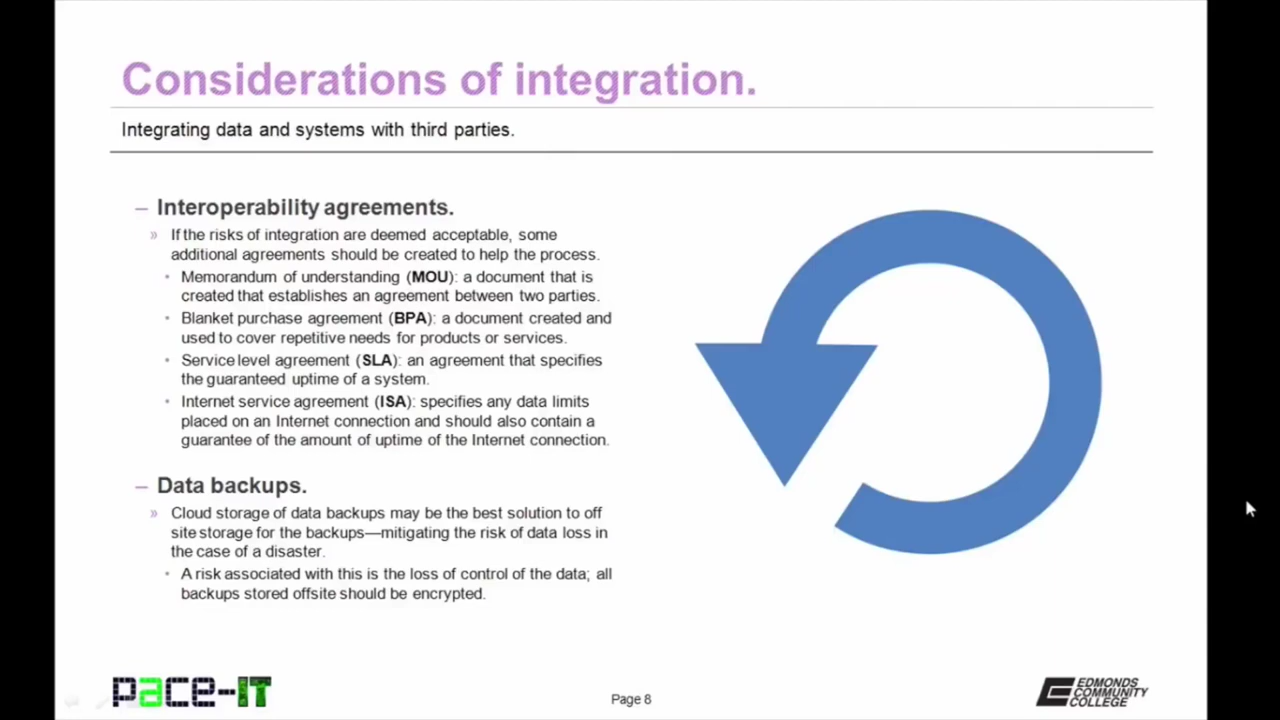 Considerations of integration.
Integrating data and systems with third parties.
– Interoperability agreements.
» If the risks of integration are deemed acceptable, some
additional agreements should be created to help the process.
• Memorandum of understanding (MOU): a document that is
created that establishes an agreement between two parties.
• Blanket purchase agreement (BPA): a document created and
used to cover repetitive needs for products or services.
• Service level agreement (SLA): an agreement that specifies
the guaranteed uptime of a system.
• Internet service agreement (ISA): specifies any data limits
placed on an Internet connection and should also contain a
guarantee of the amount of uptime of the Internet connection.
– Data backups.
» Cloud storage of data backups may be the best solution to off
site storage for the backups—mitigating the risk of data loss in
the case of a disaster.
• A risk associated with this is the loss of control of the data; all
backups stored offsite should be encrypted.
pace-IT
Page 8
EDMONDS
COMMUNITY
COLLEGE